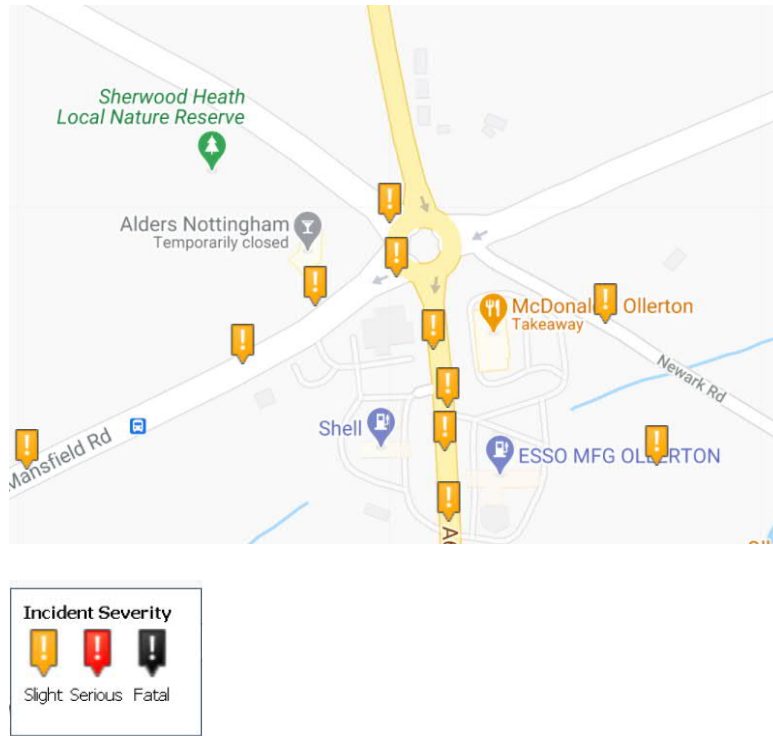 Sherwood Heath
Local Nature Reserve
Alders Nottingham
Temporarily closed
McDonal Ollerton
Takeaway
Newark Rd
Shell
ESSO MFG OLLERTON
Mansfield Rd
Incident Severity
Slight Serious Fatal